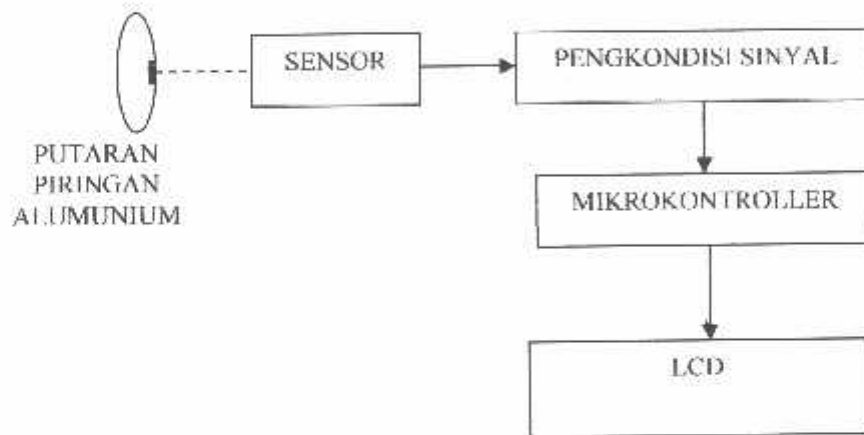 SENSOR
PENGKONDISI SINYAL
PUTARAN
PIRINGAN
ALUMUNIUM
MIKROKONTROLLER
LCD